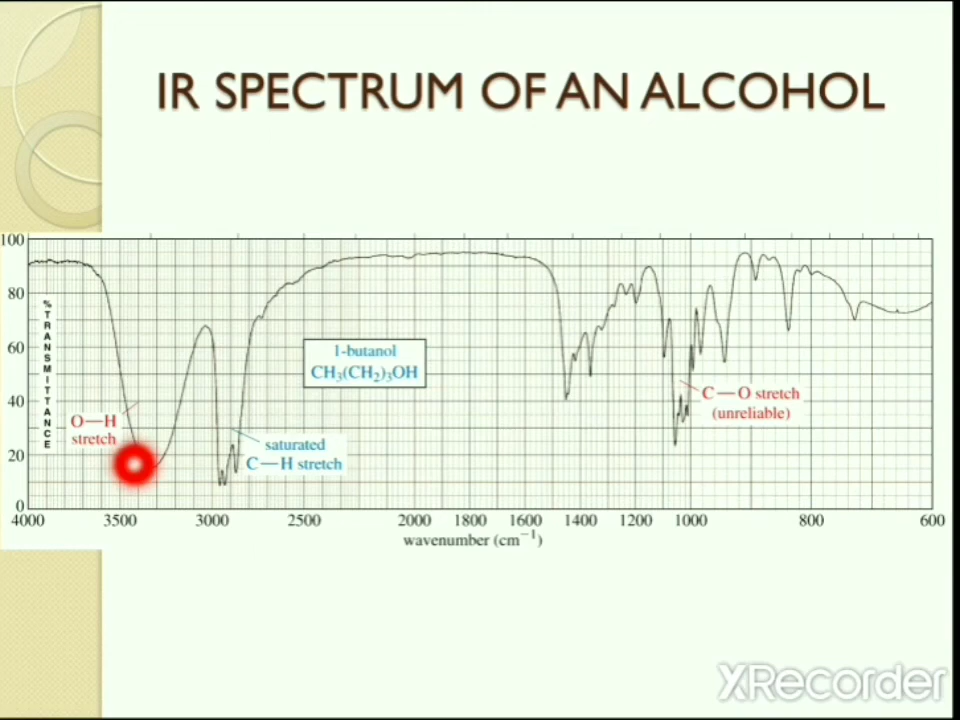 IR SPECTRUM OF AN ALCOHOL
100
80
60
40
20
0
% TRANSMITTANCE
O—H
stretch
1-butanol
CH₃(CH₂)₃OH
saturated
C—H stretch
C—O stretch
(unreliable)
4000 3500 3000 2500 2000 1800 1600 1400 1200 1000 800 600
wavenumber (cm⁻¹)
XRecorder